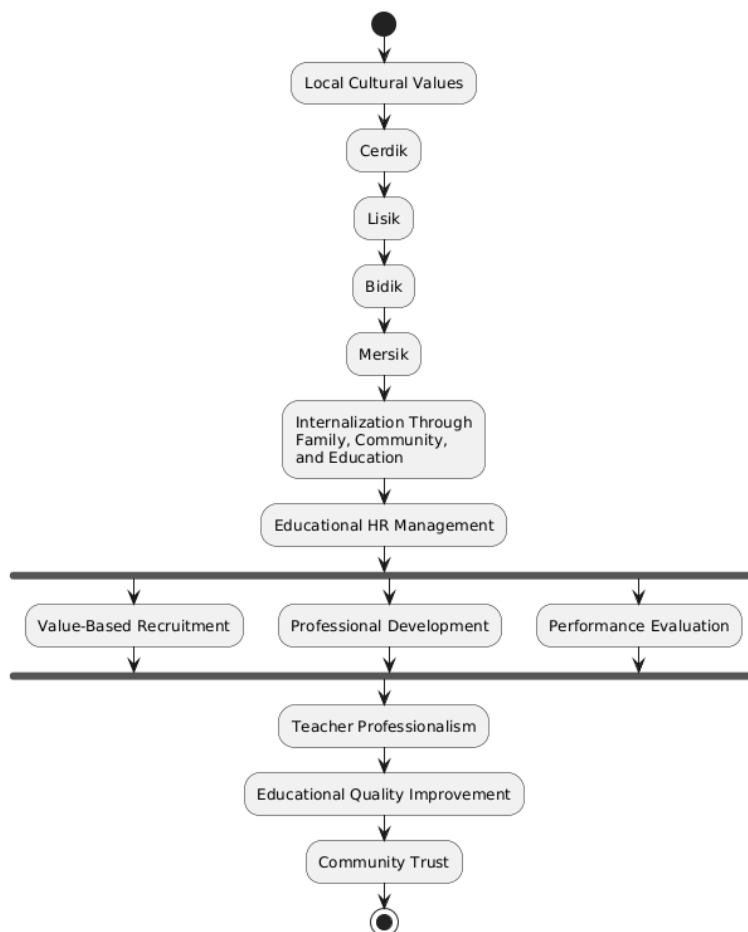 Local Cultural Values
Cerdik
Lisik
Bidik
Mersik
Internalization Through
Family, Community,
and Education
Educational HR Management
Value-Based Recruitment
Professional Development
Performance Evaluation
Teacher Professionalism
Educational Quality Improvement
Community Trust